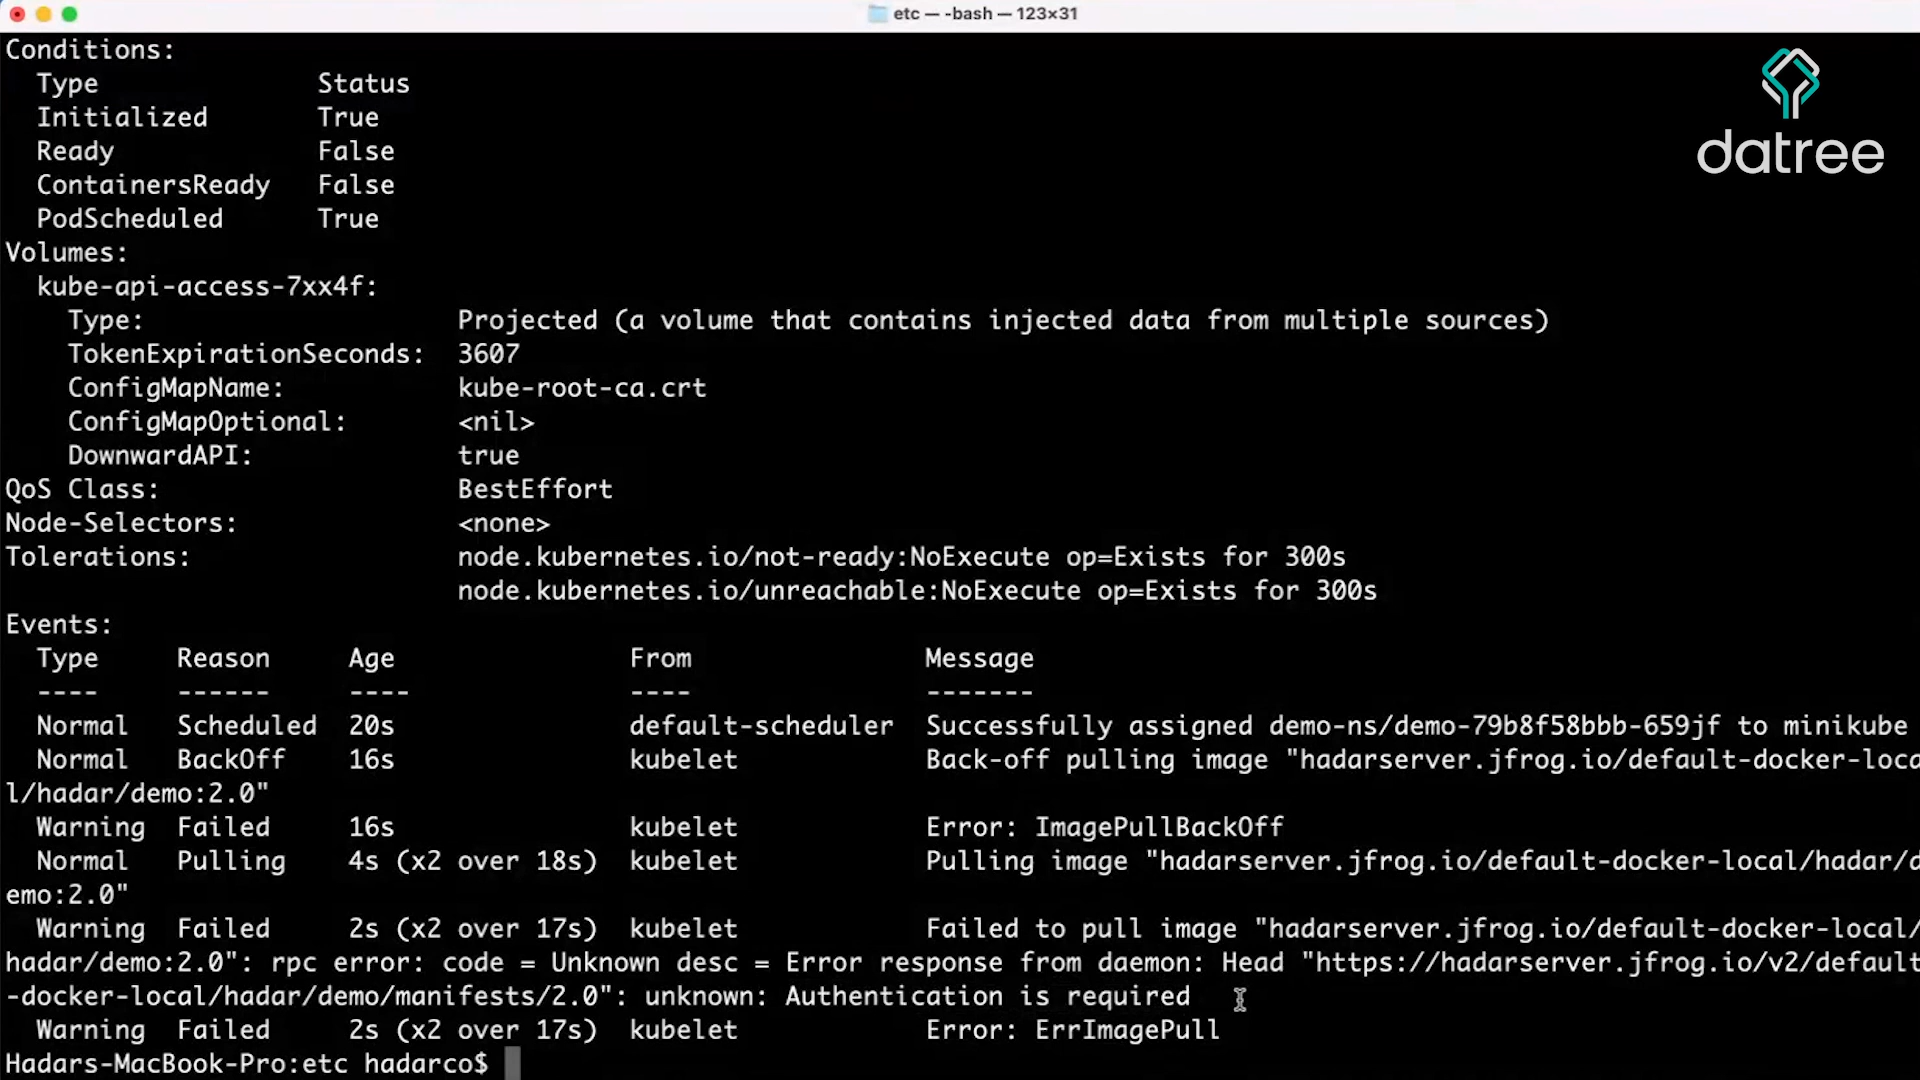 etc — -bash — 123×31
Conditions:
  Type              Status
  Initialized       True
  Ready             False
  ContainersReady   False
  PodScheduled      True
Volumes:
  kube-api-access-7xx4f:
    Type:                    Projected (a volume that contains injected data from multiple sources)
    TokenExpirationSeconds:  3607
    ConfigMapName:           kube-root-ca.crt
    ConfigMapOptional:       <nil>
    DownwardAPI:             true
QoS Class:                   BestEffort
Node-Selectors:              <none>
Tolerations:                 node.kubernetes.io/not-ready:NoExecute op=Exists for 300s
                             node.kubernetes.io/unreachable:NoExecute op=Exists for 300s
Events:
  Type     Reason     Age               From               Message
  ----     ------     ----              ----               -------
  Normal   Scheduled  20s               default-scheduler  Successfully assigned demo-ns/demo-79b8f58bbb-659jf to minikube
  Normal   BackOff    16s               kubelet            Back-off pulling image "hadarserver.jfrog.io/default-docker-loca
l/hadar/demo:2.0"
  Warning  Failed     16s               kubelet            Error: ImagePullBackOff
  Normal   Pulling    4s (x2 over 18s)  kubelet            Pulling image "hadarserver.jfrog.io/default-docker-local/hadar/d
emo:2.0"
  Warning  Failed     2s (x2 over 17s)  kubelet            Failed to pull image "hadarserver.jfrog.io/default-docker-local/
hadar/demo:2.0": rpc error: code = Unknown desc = Error response from daemon: Head "https://hadarserver.jfrog.io/v2/default
-docker-local/hadar/demo/manifests/2.0": unknown: Authentication is required
  Warning  Failed     2s (x2 over 17s)  kubelet            Error: ErrImagePull
Hadars-MacBook-Pro:etc hadarco$
datree